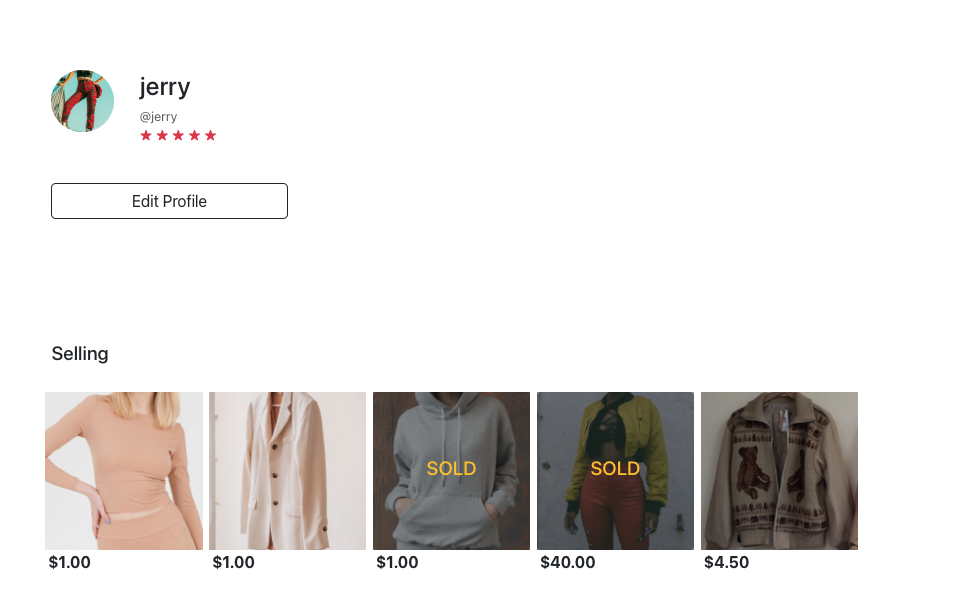 jerry
@jerry
Edit Profile
Selling
SOLD
SOLD
$1.00
$1.00
$1.00
$40.00
$4.50